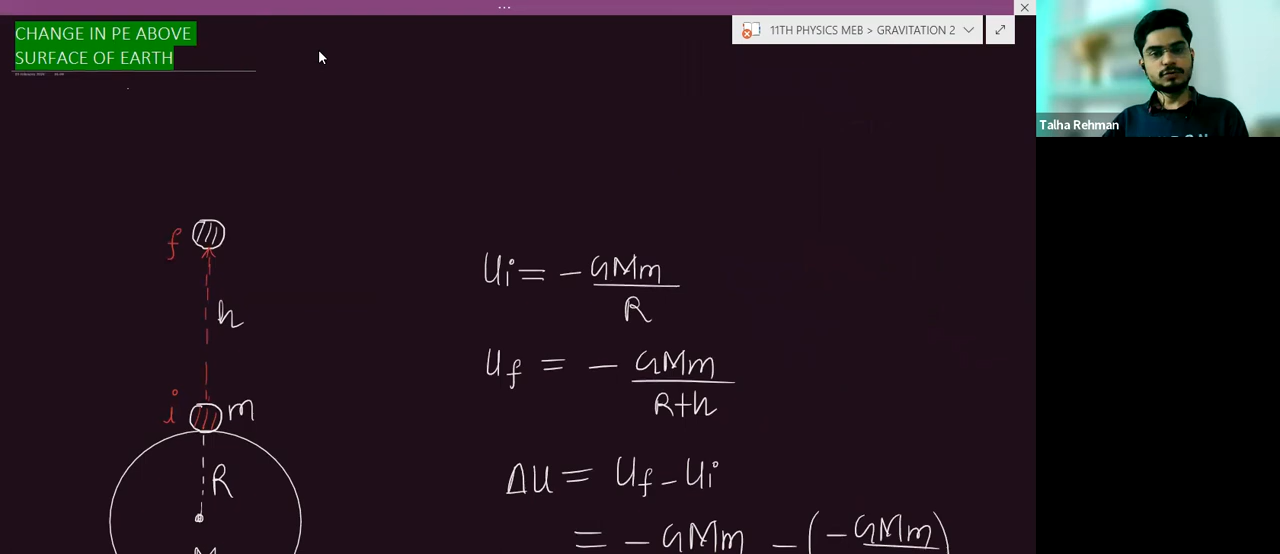 CHANGE IN PE ABOVE
SURFACE OF EARTH
11TH PHYSICS MEB > GRAVITATION 2
Talha Rehman
f
h
i
m
R
Ui = - GMm
R
Uf = - GMm
R+h
ΔU = Uf - Ui
= - GMm - (-GMm)